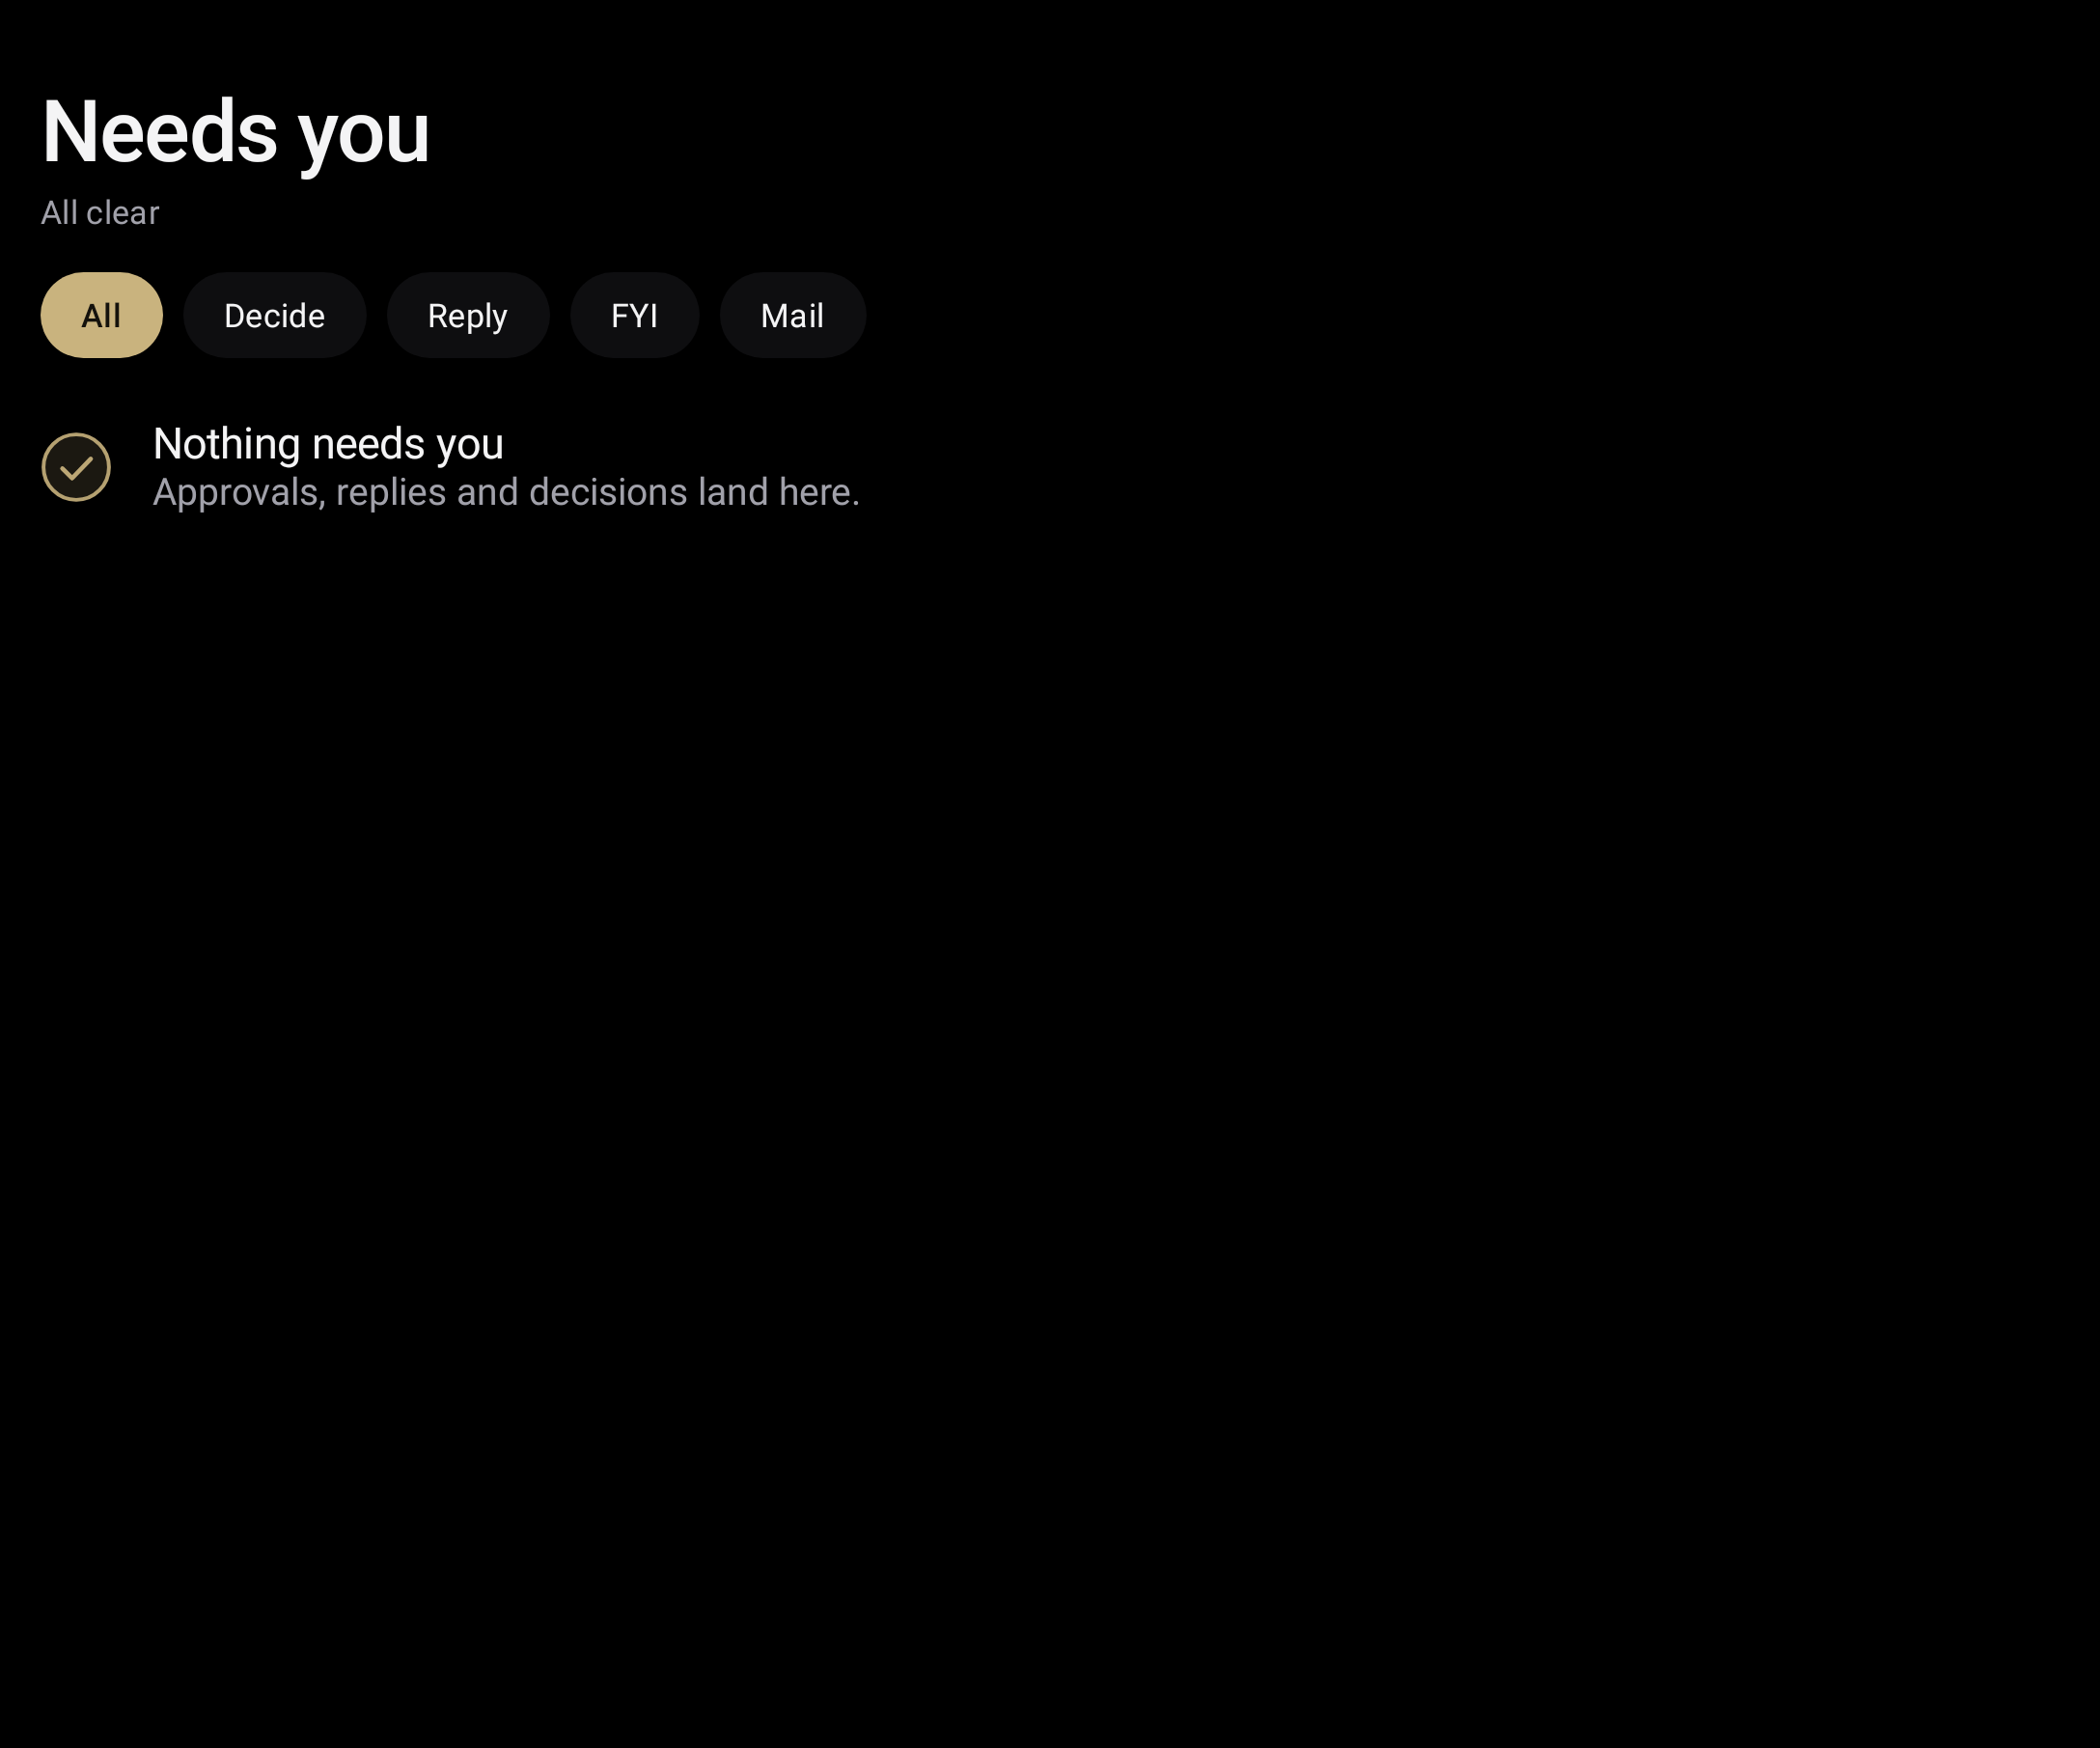 Needs you
All clear
All Decide Reply FYI Mail
Nothing needs you
Approvals, replies and decisions land here.